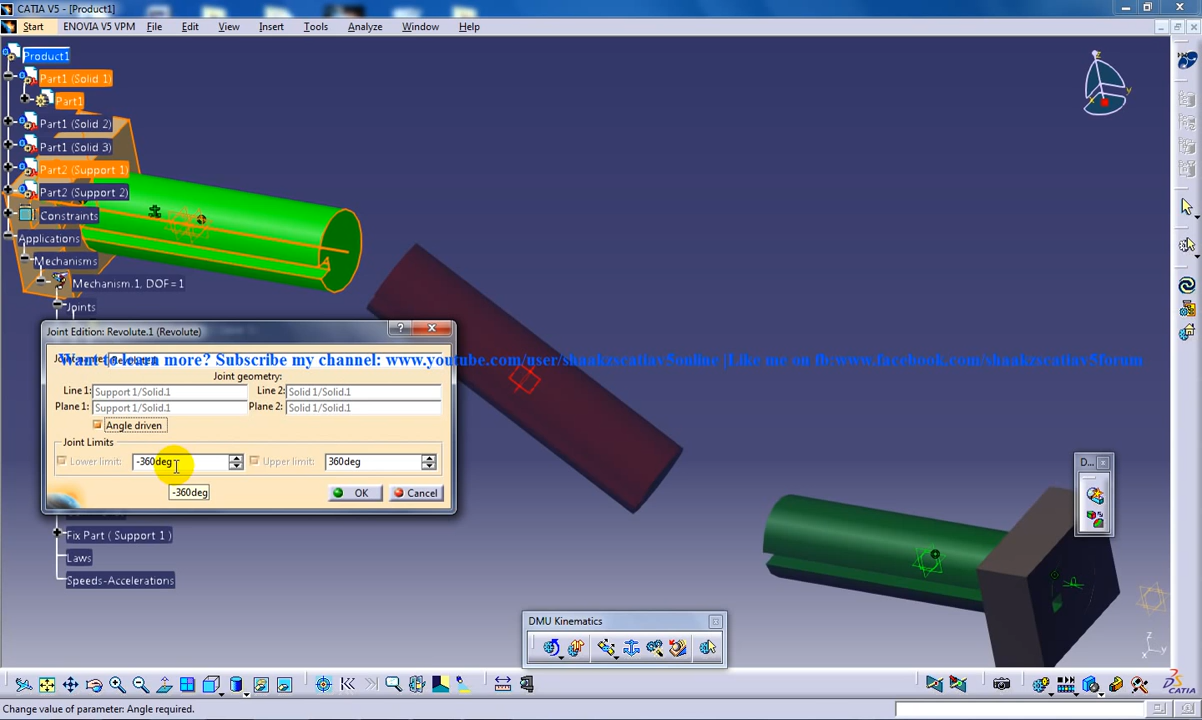 CATIA V5 - [Product1]
Start ENOVIA V5 VPM File Edit View Insert Tools Analyze Window Help
Product1
Part1 (Solid 1)
Part1
Part1 (Solid 2)
Part1 (Solid 3)
Part2 (Support 1)
Part2 (Support 2)
Constraints
Applications
Mechanisms
Mechanism.1, DOF=1
Joints
Joint Edition: Revolute.1 (Revolute)
Want to learn more? Subscribe my channel: www.youtube.com/user/shaakzscatiav5online |Like me on fb:www.facebook.com/shaakzscatiav5forum
Joint geometry:
Line 1: Support 1/Solid.1 Line 2: Solid 1/Solid.1
Plane 1: Support 1/Solid.1 Plane 2: Solid 1/Solid.1
Angle driven
Joint Limits
Lower limit: -360deg Upper limit: 360deg
-360deg
OK Cancel
Fix Part ( Support 1 )
Laws
Speeds-Accelerations
D...
DMU Kinematics
z
y
x
CATIA
Change value of parameter: Angle required.